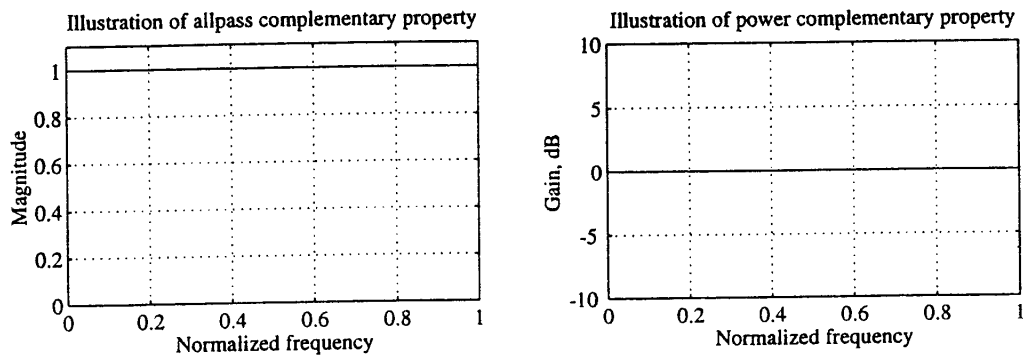 Illustration of allpass complementary property
1
0.8
0.6
0.4
0.2
0
Magnitude
0 0.2 0.4 0.6 0.8 1
Normalized frequency
Illustration of power complementary property
10
5
0
-5
-10
Gain, dB
0 0.2 0.4 0.6 0.8 1
Normalized frequency